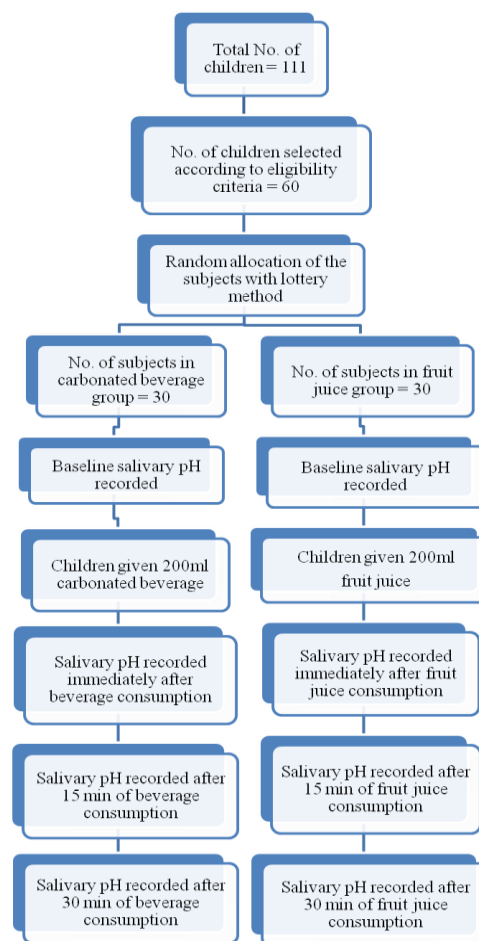 Total No. of
children = 111
No. of children selected
according to eligibility
criteria = 60
Random allocation of the
subjects with lottery
method
No. of subjects in
carbonated beverage
group = 30
Baseline salivary pH
recorded
Children given 200ml
carbonated beverage
Salivary pH recorded
immediately after
beverage consumption
Salivary pH recorded after
15 min of beverage
consumption
Salivary pH recorded after
30 min of beverage
consumption
No. of subjects in fruit
juice group = 30
Baseline salivary pH
recorded
Children given 200ml
fruit juice
Salivary pH recorded
immediately after fruit
juice consumption
Salivary pH recorded after
15 min of fruit juice
consumption
Salivary pH recorded after
30 min of fruit juice
consumption